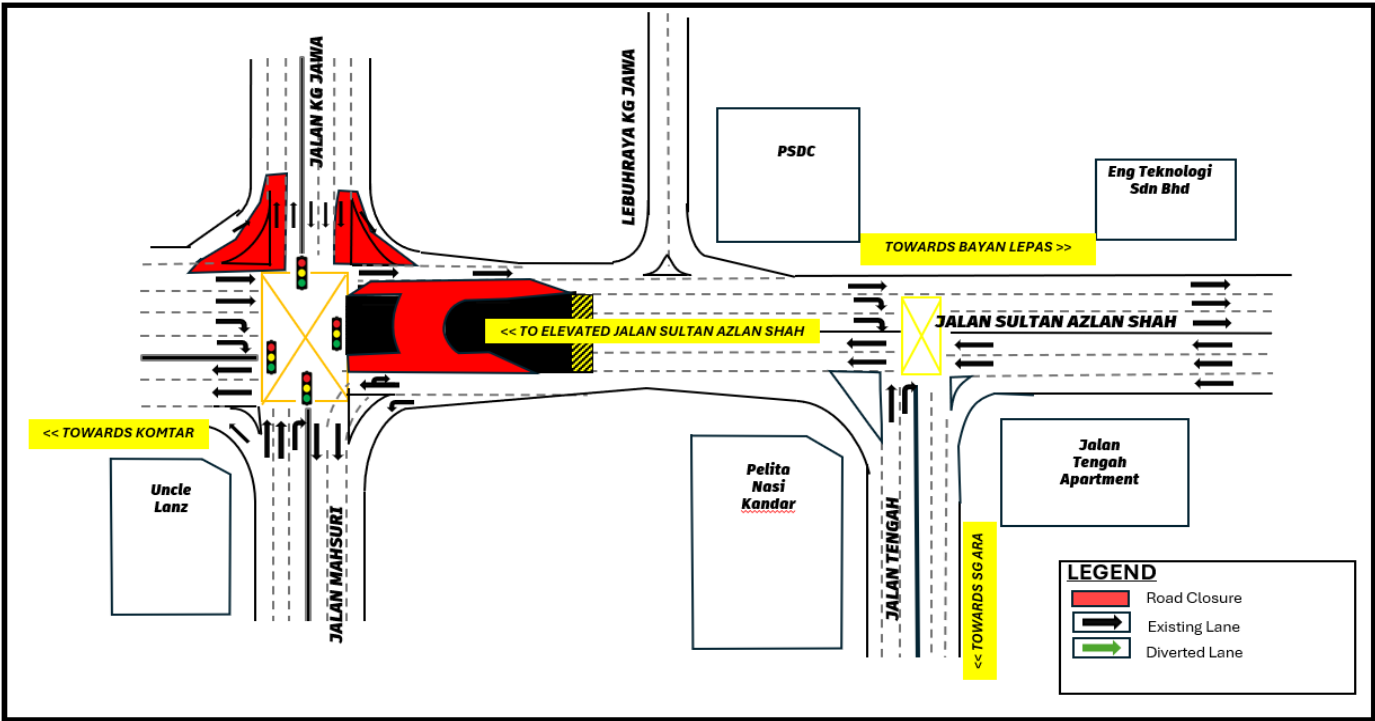 JALAN KG JAWA
LEBUHRAYA KG JAWA
PSDC
Eng Teknologi
Sdn Bhd
TOWARDS BAYAN LEPAS >>
<< TO ELEVATED JALAN SULTAN AZLAN SHAH
JALAN SULTAN AZLAN SHAH
<< TOWARDS KOMTAR
Uncle
Lanz
JALAN MAHSURI
Pelita
Nasi
Kandar
JALAN TENGAH
<< TOWARDS SG ARA
Jalan
Tengah
Apartment
LEGEND
Road Closure
Existing Lane
Diverted Lane